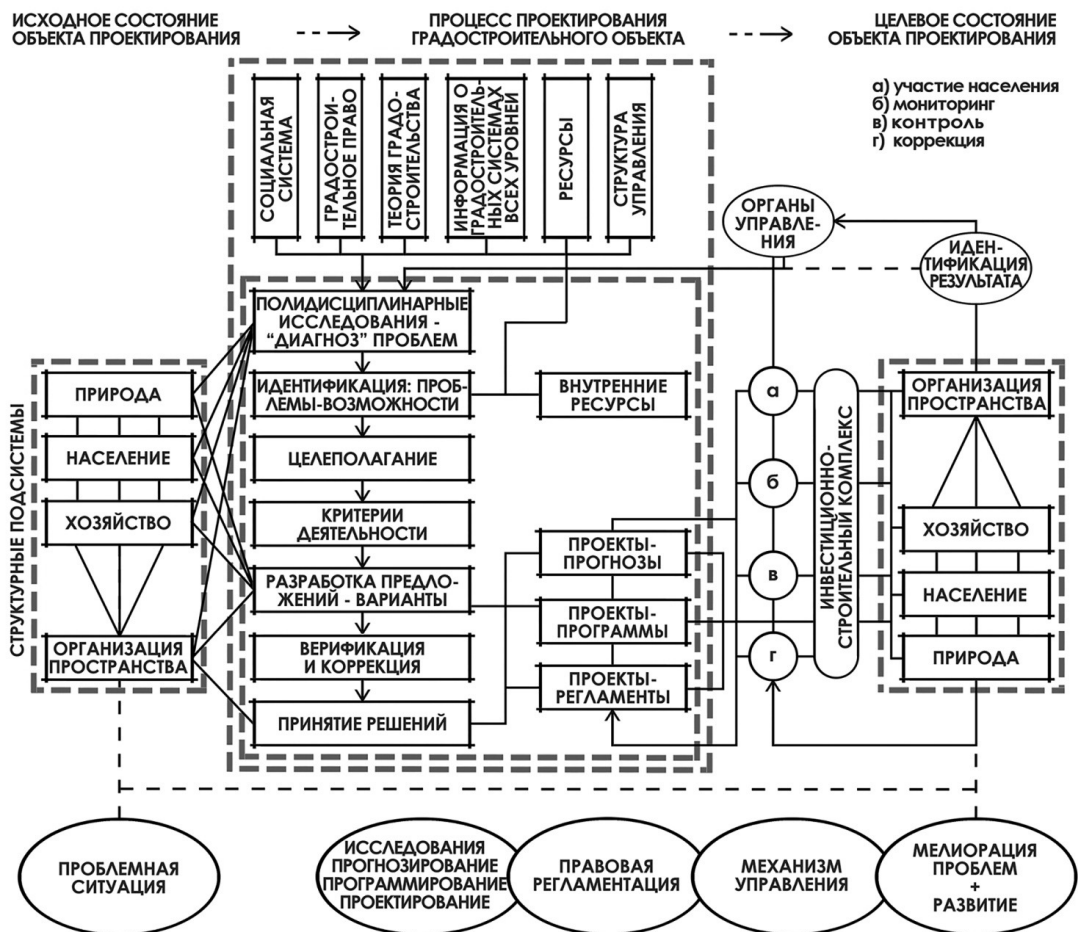 ИСХОДНОЕ СОСТОЯНИЕ
ОБЪЕКТА ПРОЕКТИРОВАНИЯ
ПРОЦЕСС ПРОЕКТИРОВАНИЯ
ГРАДОСТРОИТЕЛЬНОГО ОБЪЕКТА
ЦЕЛЕВОЕ СОСТОЯНИЕ
ОБЪЕКТА ПРОЕКТИРОВАНИЯ
а) участие населения
б) мониторинг
в) контроль
г) коррекция
СОЦИАЛЬНАЯ
СИСТЕМА
ГРАДОСТРОИ-
ТЕЛЬНОЕ ПРАВО
ТЕОРИЯ ГРАДО-
СТРОИТЕЛЬСТВА
ИНФОРМАЦИЯ О
ГРАДОСТРОИТЕЛЬ-
НЫХ СИСТЕМАХ
ВСЕХ УРОВНЕЙ
РЕСУРСЫ
СТРУКТУРА
УПРАВЛЕНИЯ
ОРГАНЫ
УПРАВЛЕ-
НИЯ
ИДЕН-
ТИФИКАЦИЯ
РЕЗУЛЬТАТА
СТРУКТУРНЫЕ ПОДСИСТЕМЫ
ПРИРОДА
НАСЕЛЕНИЕ
ХОЗЯЙСТВО
ОРГАНИЗАЦИЯ
ПРОСТРАНСТВА
ПОЛИДИСЦИПЛИНАРНЫЕ
ИССЛЕДОВАНИЯ -
“ДИАГНОЗ” ПРОБЛЕМ
ИДЕНТИФИКАЦИЯ: ПРОБ-
ЛЕМЫ-ВОЗМОЖНОСТИ
ЦЕЛЕПОЛАГАНИЕ
КРИТЕРИИ
ДЕЯТЕЛЬНОСТИ
РАЗРАБОТКА ПРЕДЛО-
ЖЕНИЙ - ВАРИАНТЫ
ВЕРИФИКАЦИЯ
И КОРРЕКЦИЯ
ПРИНЯТИЕ РЕШЕНИЙ
ВНУТРЕННИЕ
РЕСУРСЫ
ПРОЕКТЫ-
ПРОГНОЗЫ
ПРОЕКТЫ-
ПРОГРАММЫ
ПРОЕКТЫ-
РЕГЛАМЕНТЫ
а
б
в
г
ИНВЕСТИЦИОННО-
СТРОИТЕЛЬНЫЙ КОМПЛЕКС
ОРГАНИЗАЦИЯ
ПРОСТРАНСТВА
ХОЗЯЙСТВО
НАСЕЛЕНИЕ
ПРИРОДА
ПРОБЛЕМНАЯ
СИТУАЦИЯ
ИССЛЕДОВАНИЯ
ПРОГНОЗИРОВАНИЕ
ПРОГРАММИРОВАНИЕ
ПРОЕКТИРОВАНИЕ
ПРАВОВАЯ
РЕГЛАМЕНТАЦИЯ
МЕХАНИЗМ
УПРАВЛЕНИЯ
МЕЛИОРАЦИЯ
ПРОБЛЕМ
+
РАЗВИТИЕ